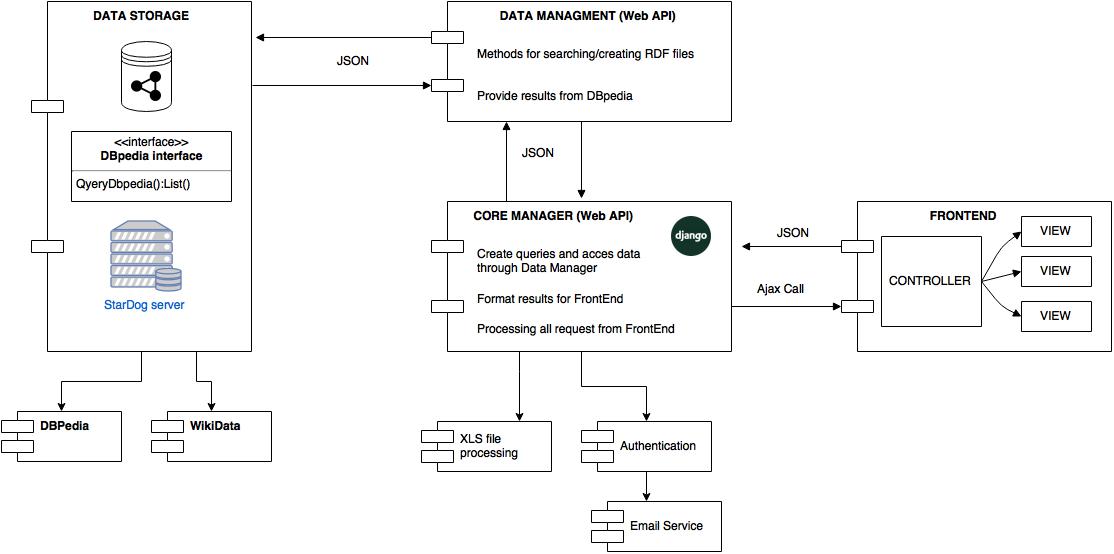 DATA STORAGE
<<interface>>
DBpedia interface
QyeryDbpedia():List()
StarDog server
JSON
DATA MANAGMENT (Web API)
Methods for searching/creating RDF files
Provide results from DBpedia
JSON
CORE MANAGER (Web API)
django
Create queries and acces data
through Data Manager
Format results for FrontEnd
Processing all request from FrontEnd
JSON
Ajax Call
FRONTEND
CONTROLLER
VIEW
VIEW
VIEW
DBPedia
WikiData
XLS file
processing
Authentication
Email Service